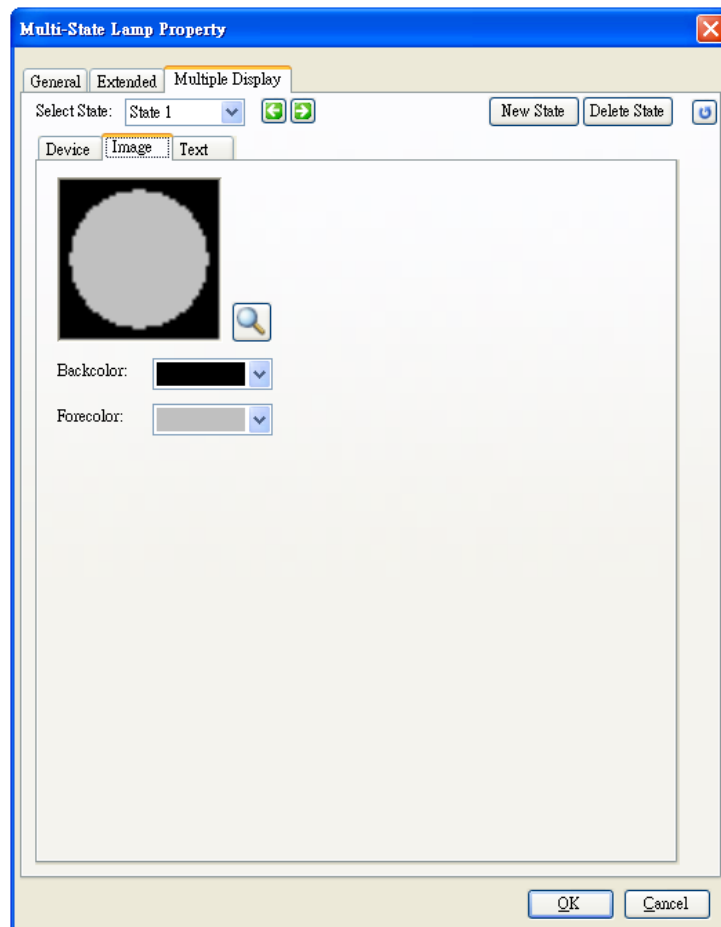 Multi-State Lamp Property
General Extended Multiple Display
Select State: State 1 New State Delete State
Device Image Text
Backcolor:
Forecolor:
OK Cancel